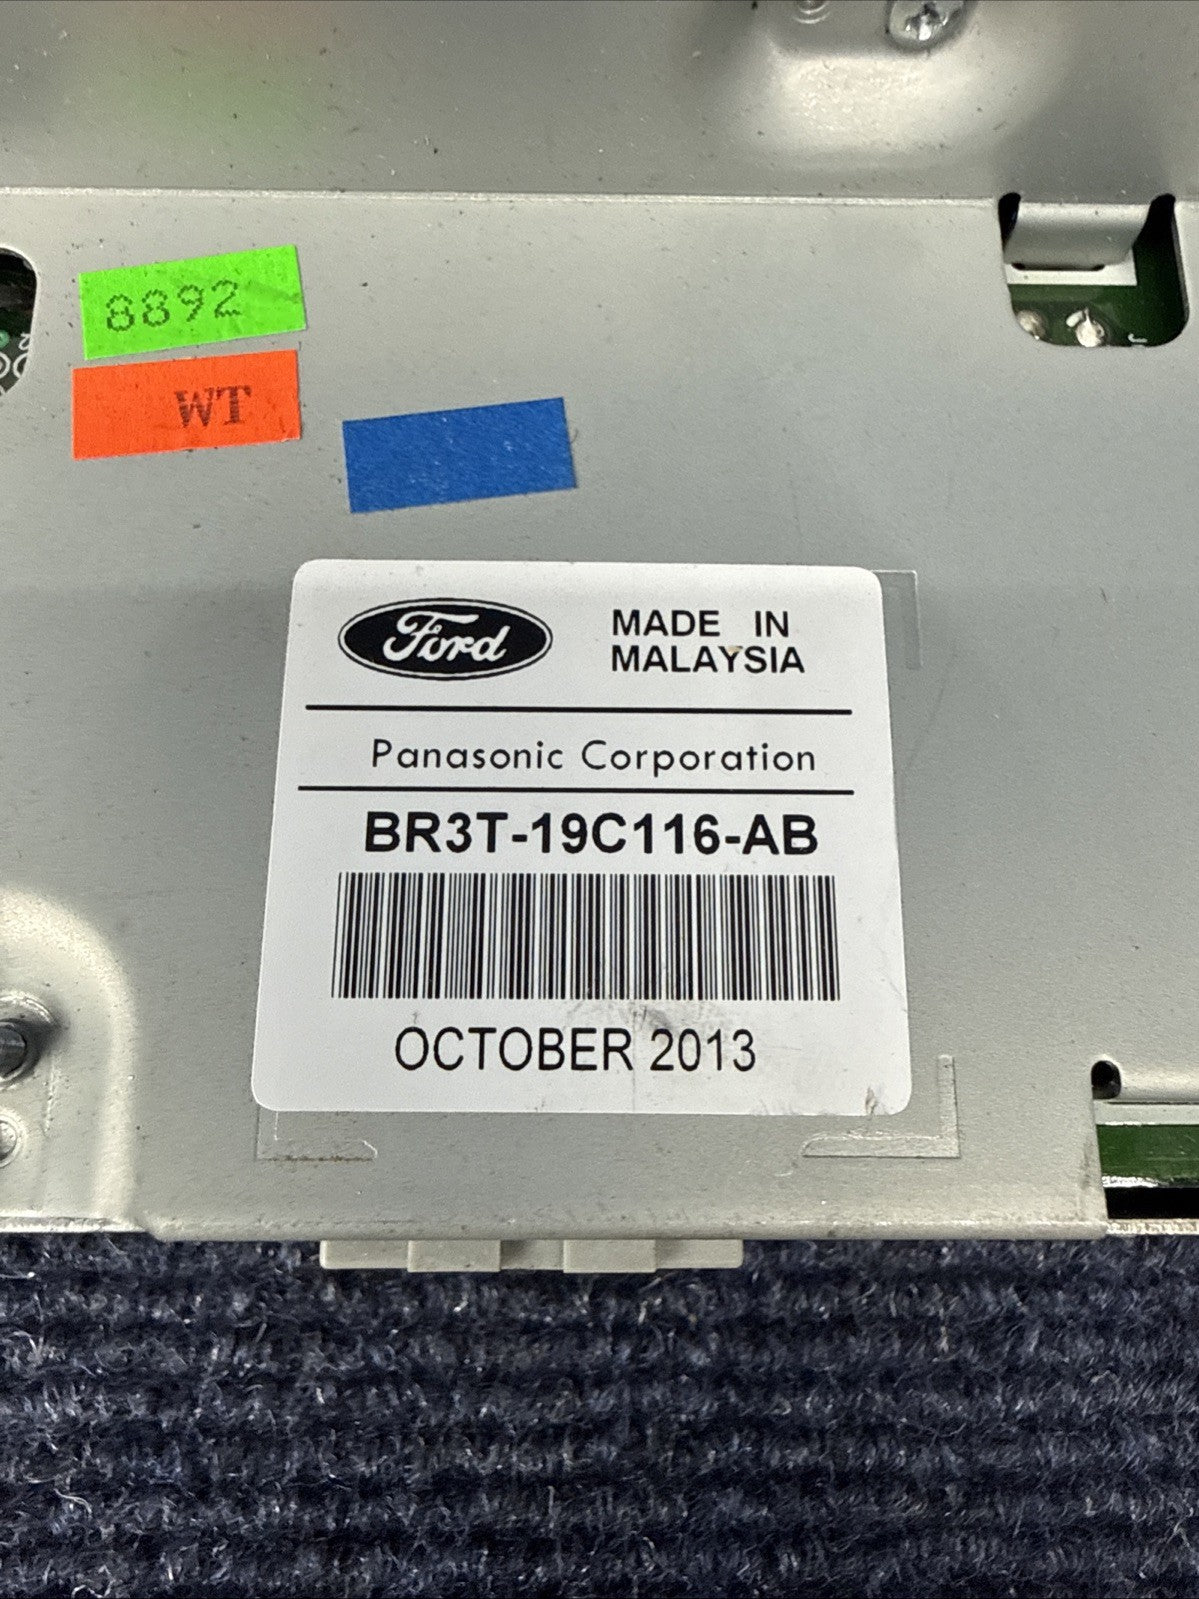 8892
WT
Ford
MADE IN
MALAYSIA
Panasonic Corporation
BR3T-19C116-AB
OCTOBER 2013